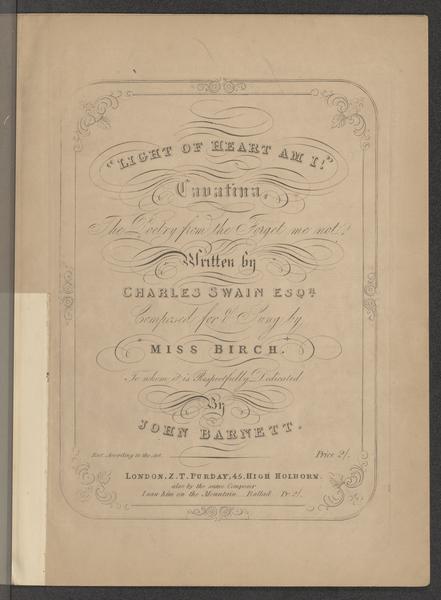 "LIGHT OF HEART AM I!"
Cavatina,
The Poetry from the Forget me not.
Written by
CHARLES SWAIN ESQR.
Composed for & Sung by
MISS BIRCH.
To whom it is Respectfully Dedicated
By
JOHN BARNETT.
Ent. According to the Act. Price 2/.
LONDON, Z. T. PURDAY, 45, HIGH HOLBORN.
also by the same Composer
I saw him on the Mountain Ballad Pr. 2/.